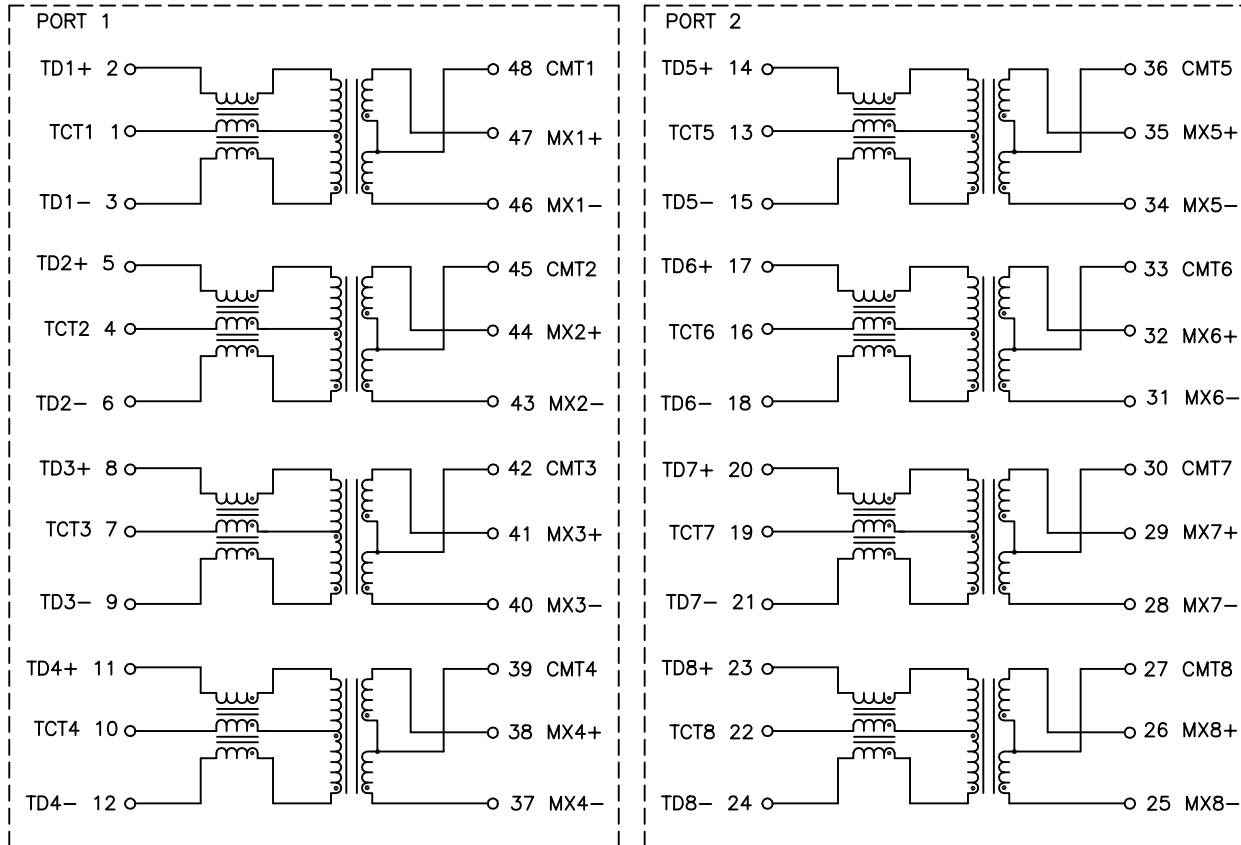 PORT 1
TD1+ 2
48 CMT1
TCT1 1
47 MX1+
TD1- 3
46 MX1-
TD2+ 5
45 CMT2
TCT2 4
44 MX2+
TD2- 6
43 MX2-
TD3+ 8
42 CMT3
TCT3 7
41 MX3+
TD3- 9
40 MX3-
TD4+ 11
39 CMT4
TCT4 10
38 MX4+
TD4- 12
37 MX4-
PORT 2
TD5+ 14
36 CMT5
TCT5 13
35 MX5+
TD5- 15
34 MX5-
TD6+ 17
33 CMT6
TCT6 16
32 MX6+
TD6- 18
31 MX6-
TD7+ 20
30 CMT7
TCT7 19
29 MX7+
TD7- 21
28 MX7-
TD8+ 23
27 CMT8
TCT8 22
26 MX8+
TD8- 24
25 MX8-